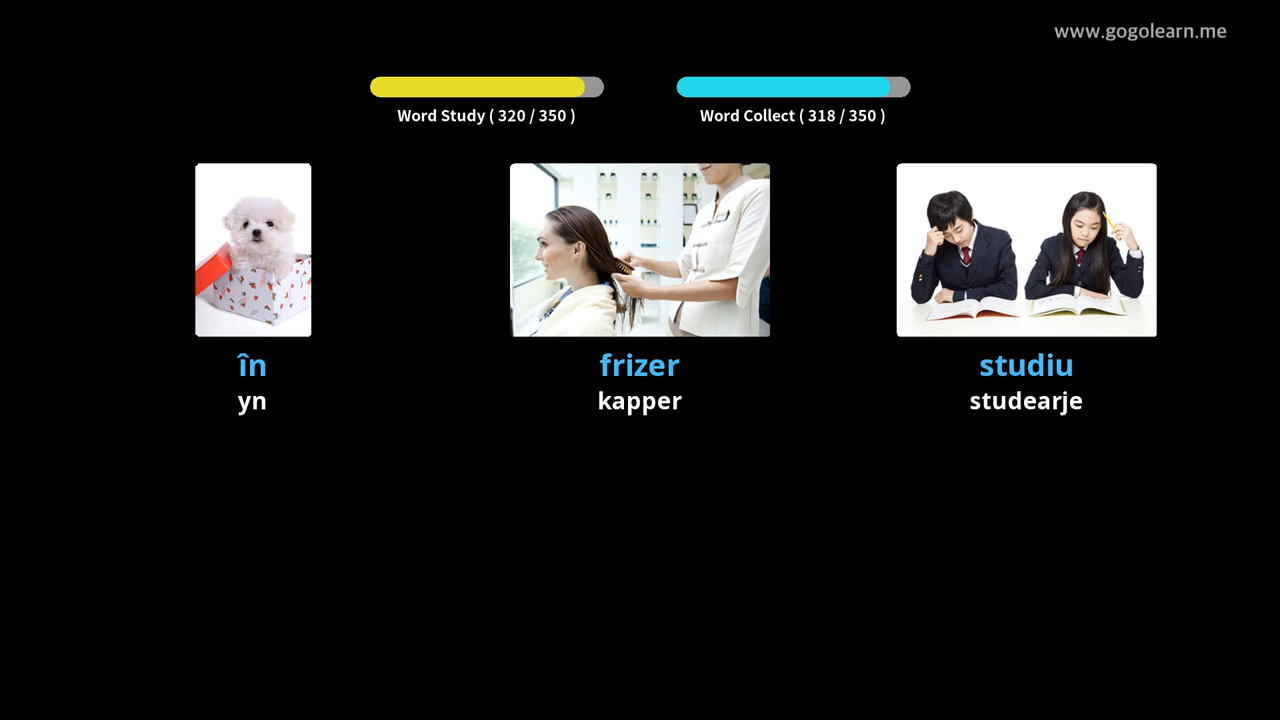 www.gogolearn.me
Word Study ( 320 / 350 )
Word Collect ( 318 / 350 )
în
yn
frizer
kapper
studiu
studearje